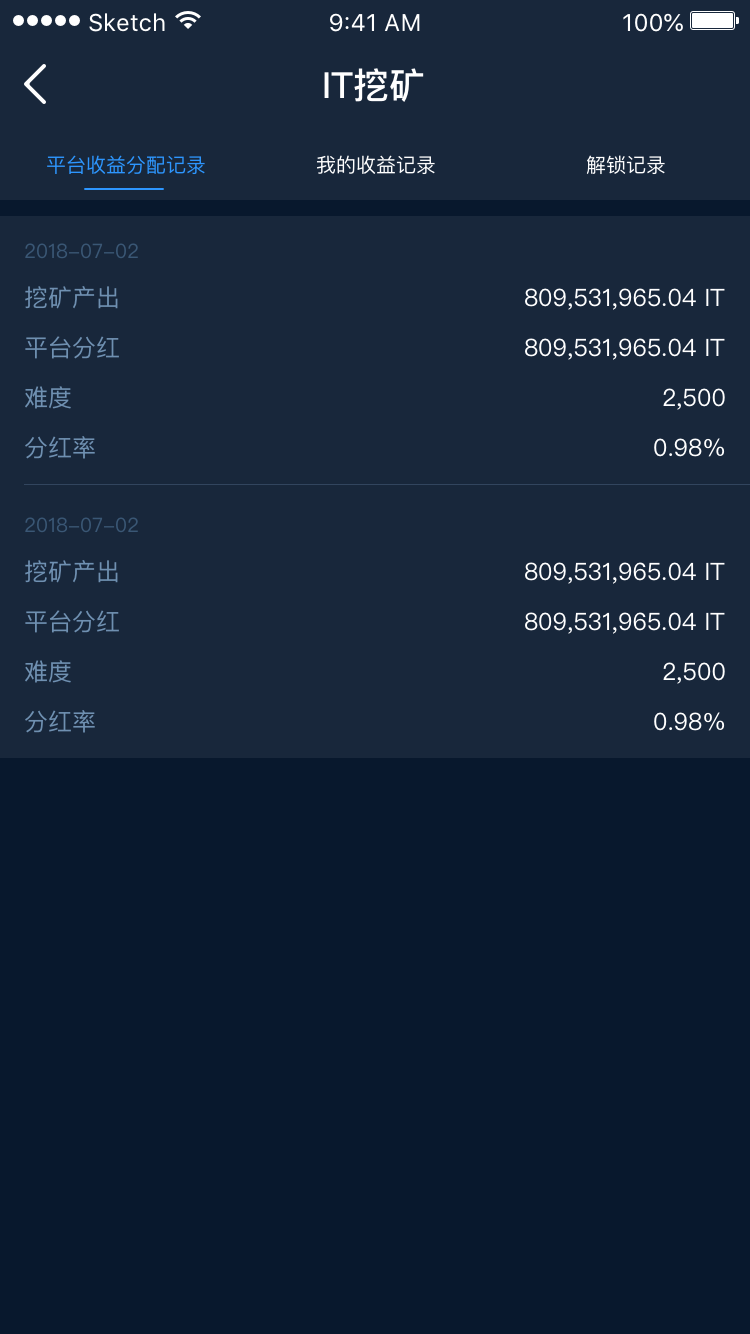 Sketch 9:41 AM 100%
IT挖矿
平台收益分配记录 我的收益记录 解锁记录
2018-07-02
挖矿产出 809,531,965.04 IT
平台分红 809,531,965.04 IT
难度 2,500
分红率 0.98%
2018-07-02
挖矿产出 809,531,965.04 IT
平台分红 809,531,965.04 IT
难度 2,500
分红率 0.98%